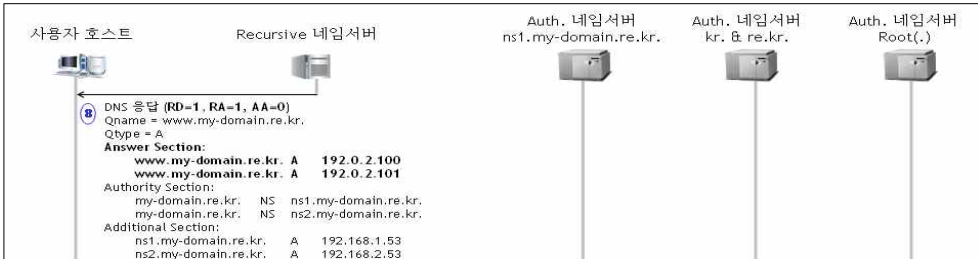 사용자 호스트
Recursive 네임서버
Auth. 네임서버
ns1.my-domain.re.kr.
Auth. 네임서버
kr. & re.kr.
Auth. 네임서버
Root(.)
8
DNS 응답 (RD=1, RA=1, AA=0)
Qname = www.my-domain.re.kr.
Qtype = A
Answer Section:
www.my-domain.re.kr. A 192.0.2.100
www.my-domain.re.kr. A 192.0.2.101
Authority Section:
my-domain.re.kr. NS ns1.my-domain.re.kr.
my-domain.re.kr. NS ns2.my-domain.re.kr.
Additional Section:
ns1.my-domain.re.kr. A 192.168.1.53
ns2.my-domain.re.kr. A 192.168.2.53